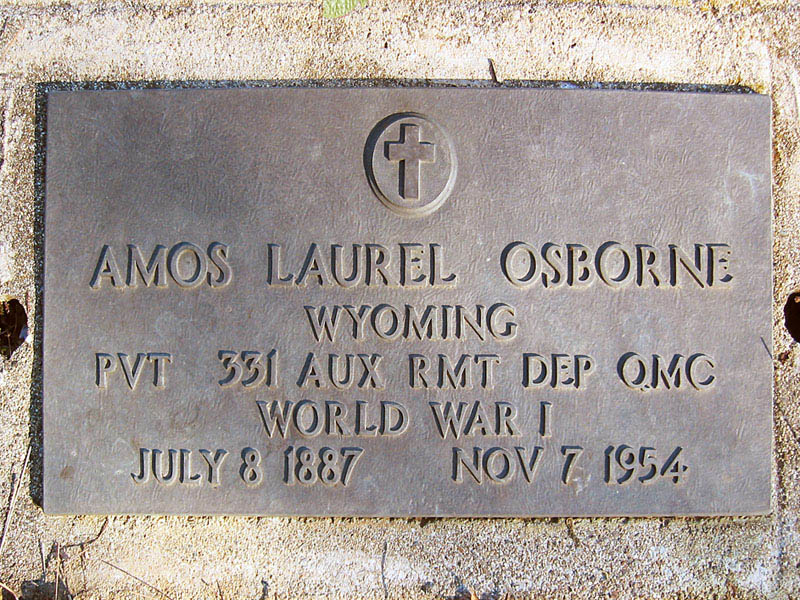 AMOS LAUREL OSBORNE
WYOMING
PVT 331 AUX RMT DEP QMC
WORLD WAR I
JULY 8 1887 NOV 7 1954